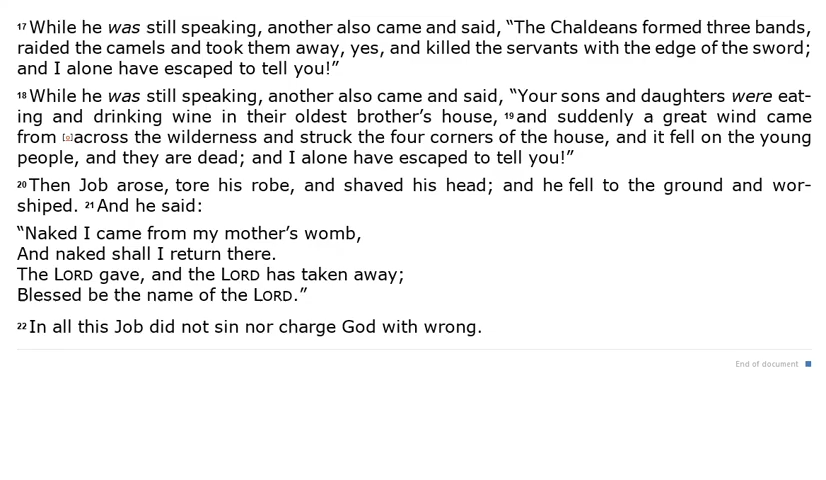 17 While he was still speaking, another also came and said, “The Chaldeans formed three bands,
raided the camels and took them away, yes, and killed the servants with the edge of the sword;
and I alone have escaped to tell you!”
18 While he was still speaking, another also came and said, “Your sons and daughters were eat-
ing and drinking wine in their oldest brother’s house, 19 and suddenly a great wind came
from [o]across the wilderness and struck the four corners of the house, and it fell on the young
people, and they are dead; and I alone have escaped to tell you!”
20 Then Job arose, tore his robe, and shaved his head; and he fell to the ground and wor-
shiped. 21 And he said:
“Naked I came from my mother’s womb,
And naked shall I return there.
The LORD gave, and the LORD has taken away;
Blessed be the name of the LORD.”
22 In all this Job did not sin nor charge God with wrong.
End of document